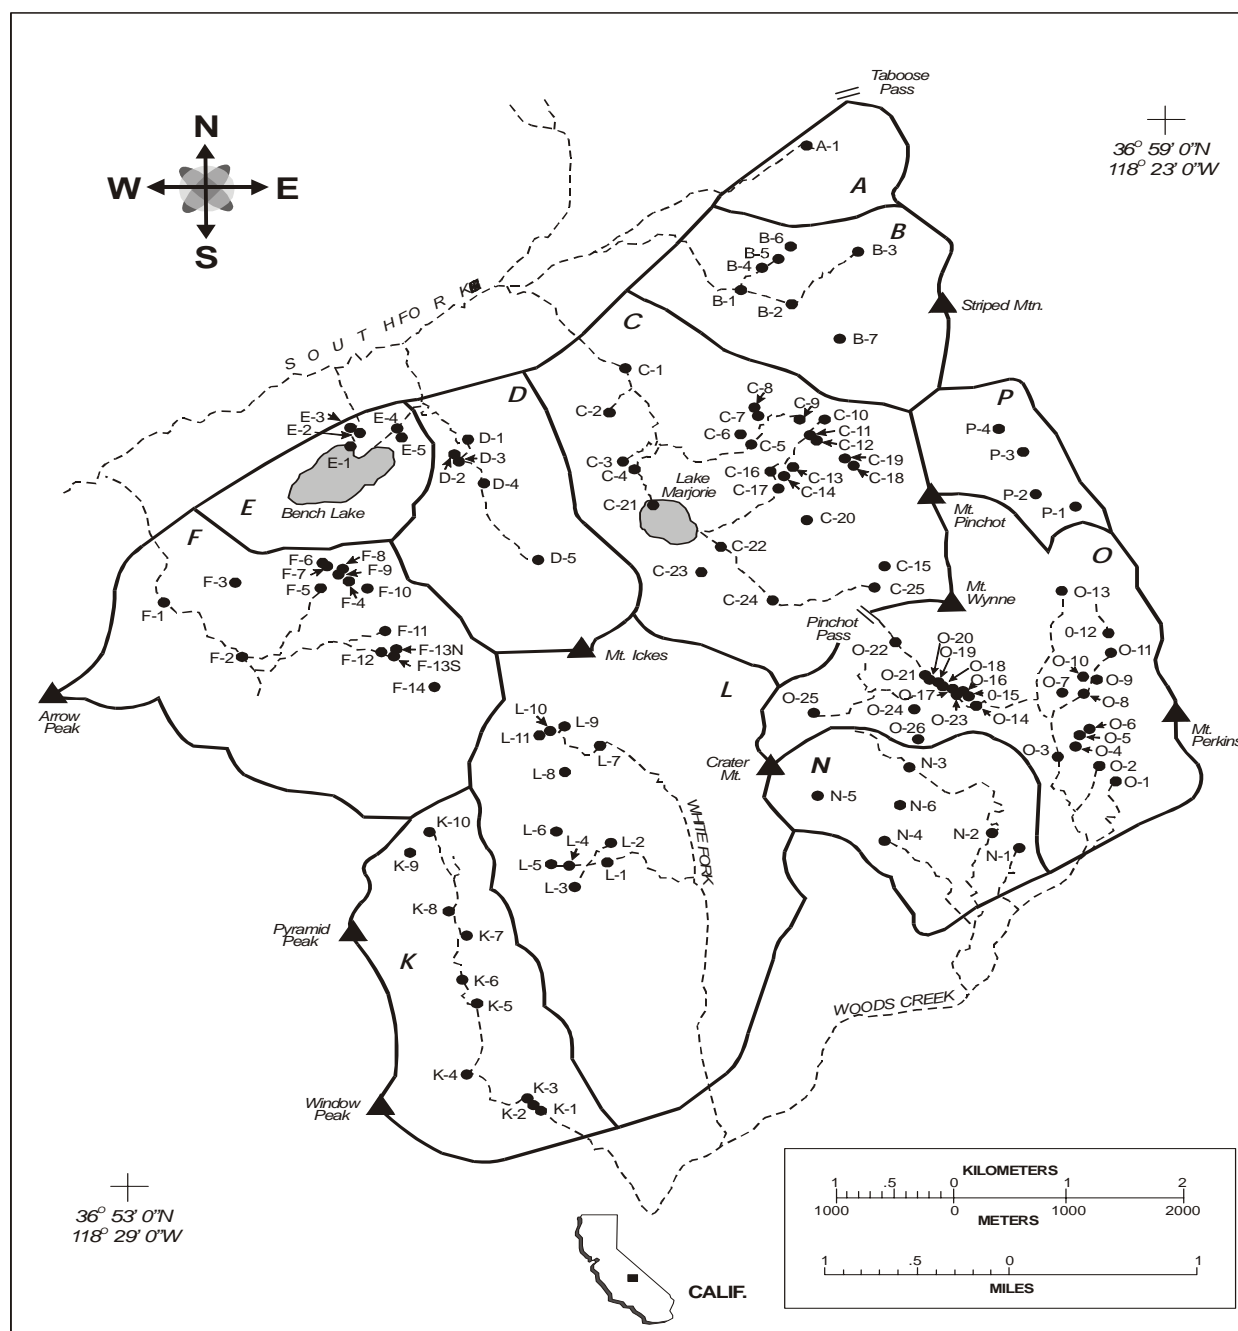 Taboose
Pass
N
W E
S
36° 59' 0"N
118° 23' 0"W
A-1
A
B
B-6
B-5
B-4
B-3
B-1
B-2
B-7
Striped Mtn.
SOUTH FORK
C
C-1
C-2
C-3
C-4
C-8
C-7
C-6
C-5
C-9
C-10
C-11
C-12
C-19
C-18
C-16
C-13
C-14
C-17
C-20
C-21
Lake
Marjorie
C-22
C-23
C-24
C-15
C-25
P
P-4
P-3
P-2
P-1
Mt.
Pinchot
D
D-1
D-3
D-2
D-4
D-5
E-3
E-2
E-4
E-5
E-1
E
Bench Lake
F
F-6
F-7
F-8
F-9
F-3
F-5
F-4
F-10
F-1
F-2
F-11
F-12
F-13N
F-13S
F-14
Arrow
Peak
Mt. Ickes
Mt.
Wynne
Pinchot
Pass
O
O-13
0-12
O-11
O-10
O-9
O-7
O-8
O-6
O-5
O-4
O-3
O-2
O-1
O-20
O-19
O-18
O-16
0-15
O-22
O-21
O-17
O-14
O-23
O-24
O-25
O-26
Mt.
Perkins
L
L-10
L-9
L-11
L-7
L-8
L-6
L-4
L-2
L-5
L-1
L-3
WHITE FORK
Crater
Mt.
N
N-3
N-5
N-6
N-4
N-2
N-1
K-10
K-9
K-8
K-7
K
K-6
K-5
K-4
K-3
K-2
K-1
Pyramid
Peak
Window
Peak
WOODS CREEK
36° 53' 0"N
118° 29' 0"W
CALIF.
KILOMETERS
1 .5 0 1 2
1000 0 1000 2000
METERS
1 .5 0 1
MILES